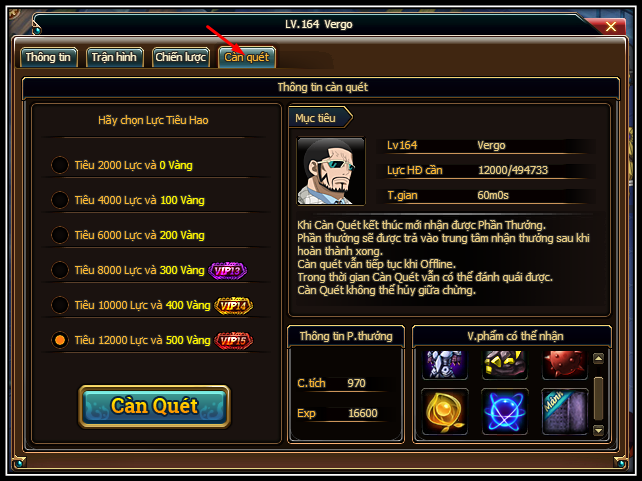 LV.164 Vergo
Thông tin
Trận hình
Chiến lược
Càn quét
Thông tin càn quét
Hãy chọn Lực Tiêu Hao
Tiêu 2000 Lực và 0 Vàng
Tiêu 4000 Lực và 100 Vàng
Tiêu 6000 Lực và 200 Vàng
Tiêu 8000 Lực và 300 Vàng VIP13
Tiêu 10000 Lực và 400 Vàng VIP14
Tiêu 12000 Lực và 500 Vàng VIP15
Càn Quét
Mục tiêu
Lv164 Vergo
Lực HĐ cần 12000/494733
T.gian 60m0s
Khi Càn Quét kết thúc mới nhận được Phần Thưởng.
Phần thưởng sẽ được trả vào trung tâm nhận thưởng sau khi
hoàn thành xong.
Càn quét vẫn tiếp tục khi Offline.
Trong thời gian Càn Quét vẫn có thể đánh quái được.
Càn Quét không thể hủy giữa chừng.
Thông tin P.thưởng
C.tích 970
Exp 16600
V.phẩm có thể nhận
Mảnh